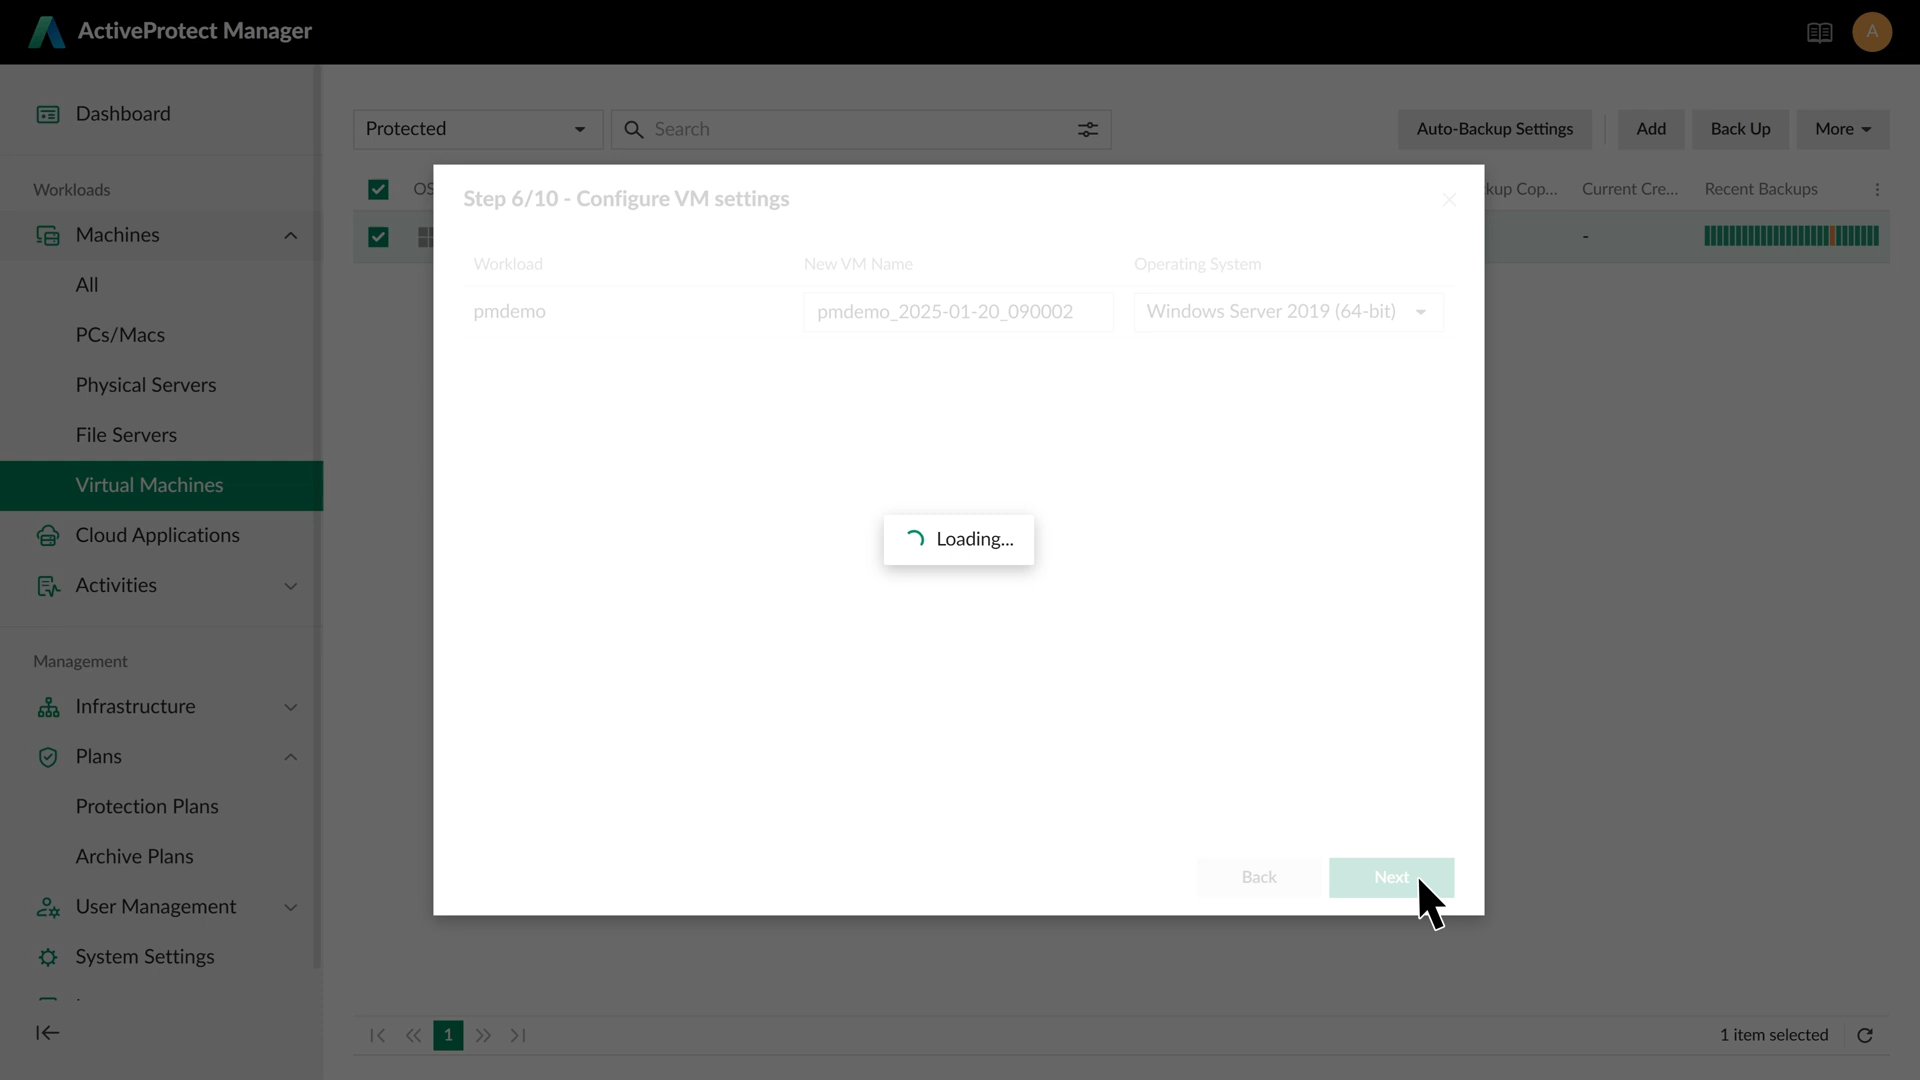 ActiveProtect Manager
A
Dashboard
Workloads
Machines
All
PCs/Macs
Physical Servers
File Servers
Virtual Machines
Cloud Applications
Activities
Management
Infrastructure
Plans
Protection Plans
Archive Plans
User Management
System Settings
Protected
Search
Auto-Backup Settings
Add
Back Up
More
OS
kup Cop...
Current Cre...
Recent Backups
-
Step 6/10 - Configure VM settings
Workload
New VM Name
Operating System
pmdemo
pmdemo_2025-01-20_090002
Windows Server 2019 (64-bit)
Loading...
Back
Next
1
1 item selected